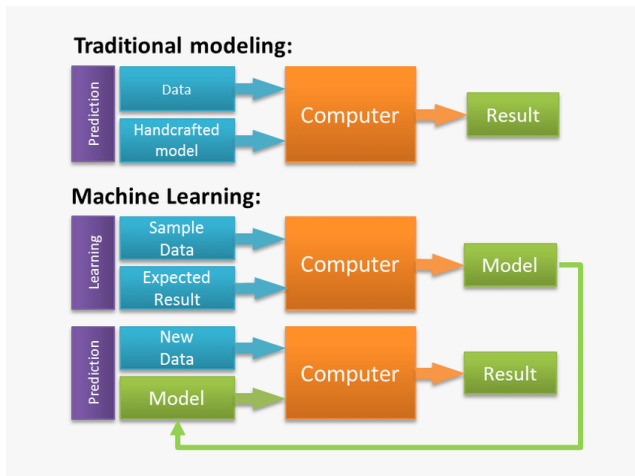 Traditional modeling:
Prediction
Data
Handcrafted
model
Computer
Result
Machine Learning:
Learning
Sample
Data
Expected
Result
Computer
Model
Prediction
New
Data
Model
Computer
Result